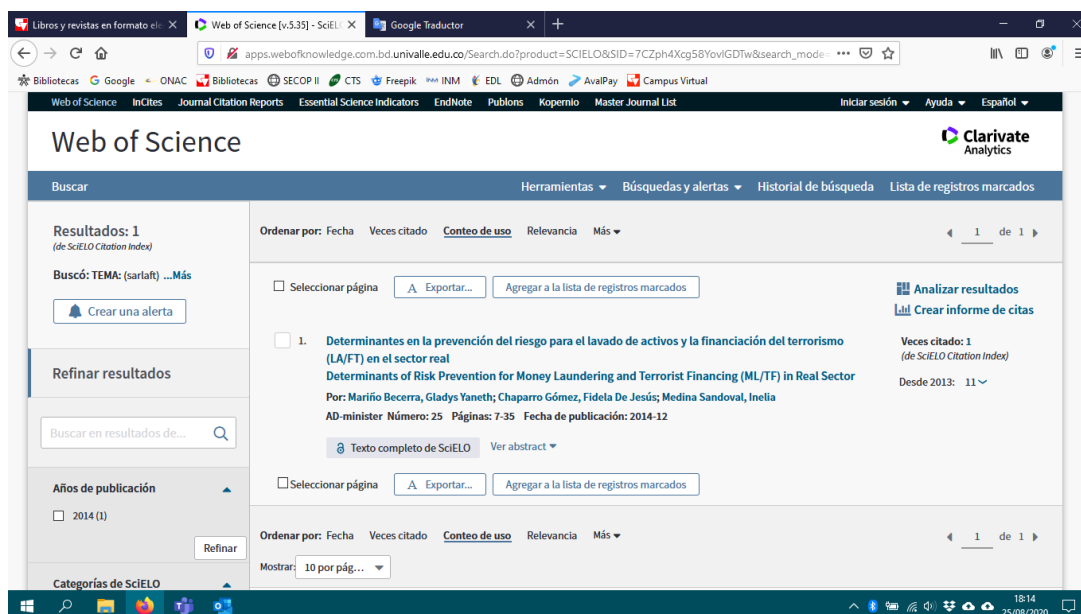 Libros y revistas en formato ele
Web of Science [v.5.35] - SciEL
Google Traductor
apps.webofknowledge.com.bd.univalle.edu.co/Search.do?product=SCIELO&SID=7CZph4Xcg58YovIGDTw&search_mode=
Bibliotecas Google ONAC Bibliotecas SECOP II CTS Freepik INM EDL Admón AvalPay Campus Virtual
Web of Science InCites Journal Citation Reports Essential Science Indicators EndNote Publons Kopernio Master Journal List Iniciar sesión Ayuda Español
Web of Science
Clarivate
Analytics
Buscar Herramientas Búsquedas y alertas Historial de búsqueda Lista de registros marcados
Resultados: 1
(de SciELO Citation Index)
Buscó: TEMA: (sarlaft) ...Más
Crear una alerta
Refinar resultados
Buscar en resultados de...
Años de publicación
2014 (1)
Refinar
Categorías de SciELO
Ordenar por: Fecha Veces citado Conteo de uso Relevancia Más
1 de 1
Seleccionar página Exportar... Agregar a la lista de registros marcados
1. Determinantes en la prevención del riesgo para el lavado de activos y la financiación del terrorismo
(LA/FT) en el sector real
Determinants of Risk Prevention for Money Laundering and Terrorist Financing (ML/TF) in Real Sector
Por: Mariño Becerra, Gladys Yaneth; Chaparro Gómez, Fidela De Jesús; Medina Sandoval, Inelia
AD-minister Número: 25 Páginas: 7-35 Fecha de publicación: 2014-12
Texto completo de SciELO Ver abstract
Seleccionar página Exportar... Agregar a la lista de registros marcados
Ordenar por: Fecha Veces citado Conteo de uso Relevancia Más
1 de 1
Mostrar: 10 por pág...
Analizar resultados
Crear informe de citas
Veces citado: 1
(de SciELO Citation Index)
Desde 2013: 11
18:14
25/08/2020